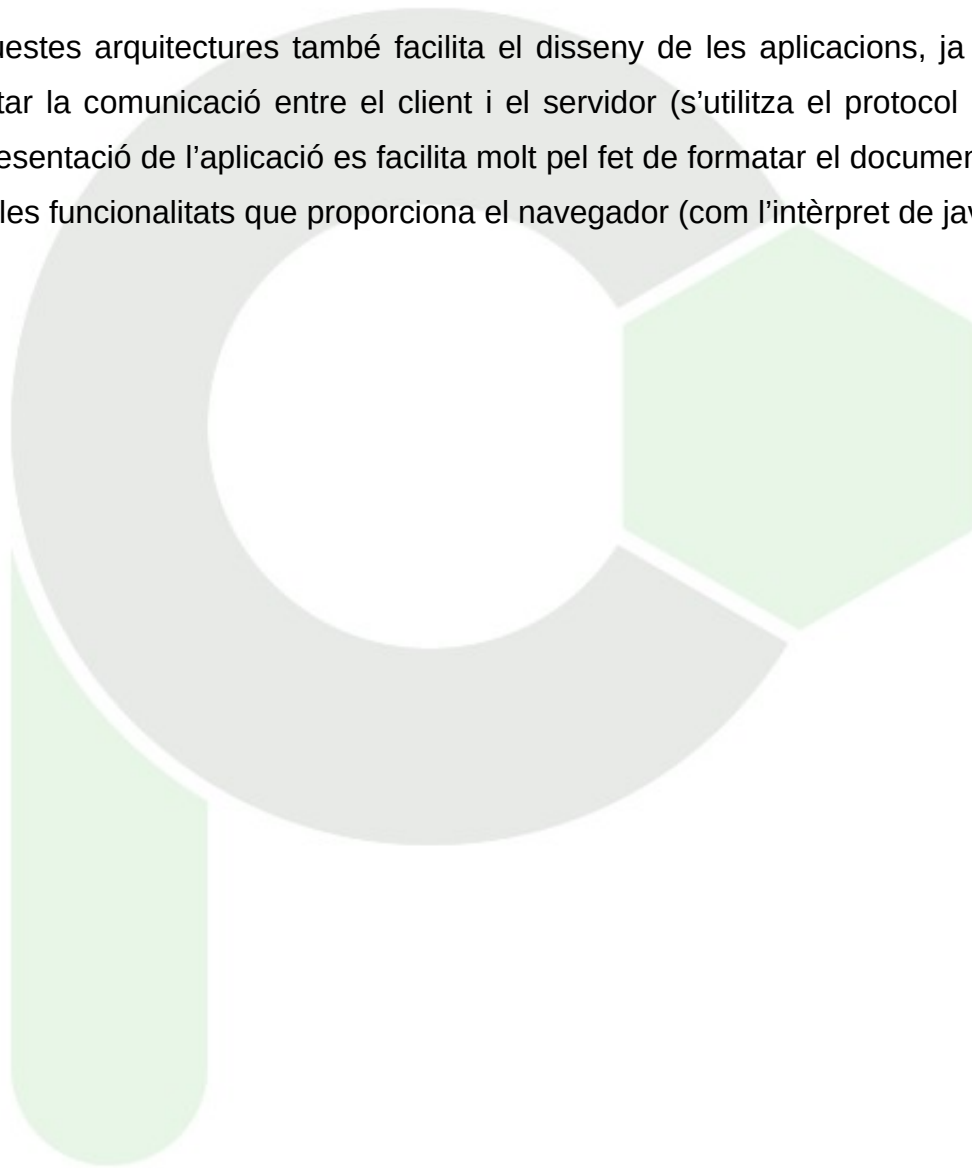 uestes arquitectures també facilita el disseny de les aplicacions, ja
tar la comunicació entre el client i el servidor (s’utilitza el protocol
esentació de l’aplicació es facilita molt pel fet de formatar el documen
les funcionalitats que proporciona el navegador (com l’intèrpret de jav